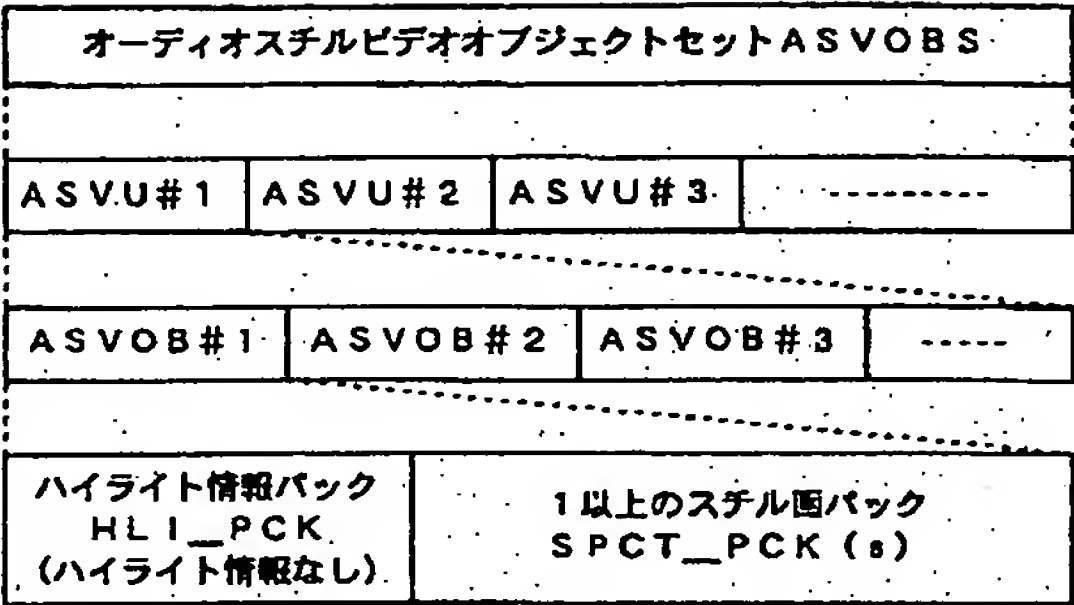 オーディオスチルビデオオブジェクトセットASVOBS
ASVU#1 ASVU#2 ASVU#3 ---------
ASVOB#1 ASVOB#2 ASVOB#3 -----
ハイライト情報パック
HLI_PCK
(ハイライト情報なし)
1以上のスチル画パック
SPCT_PCK(s)